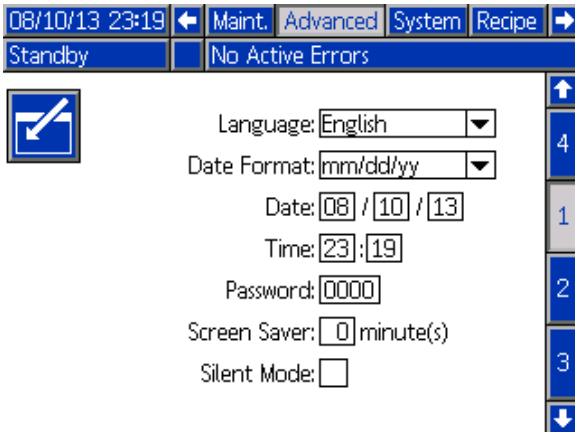 08/10/13 23:19 Maint. Advanced System Recipe
Standby No Active Errors
Language: English
4
Date Format: mm/dd/yy
Date: 08 / 10 / 13
1
Time: 23 : 19
Password: 0000
2
Screen Saver: 0 minute(s)
Silent Mode:
3